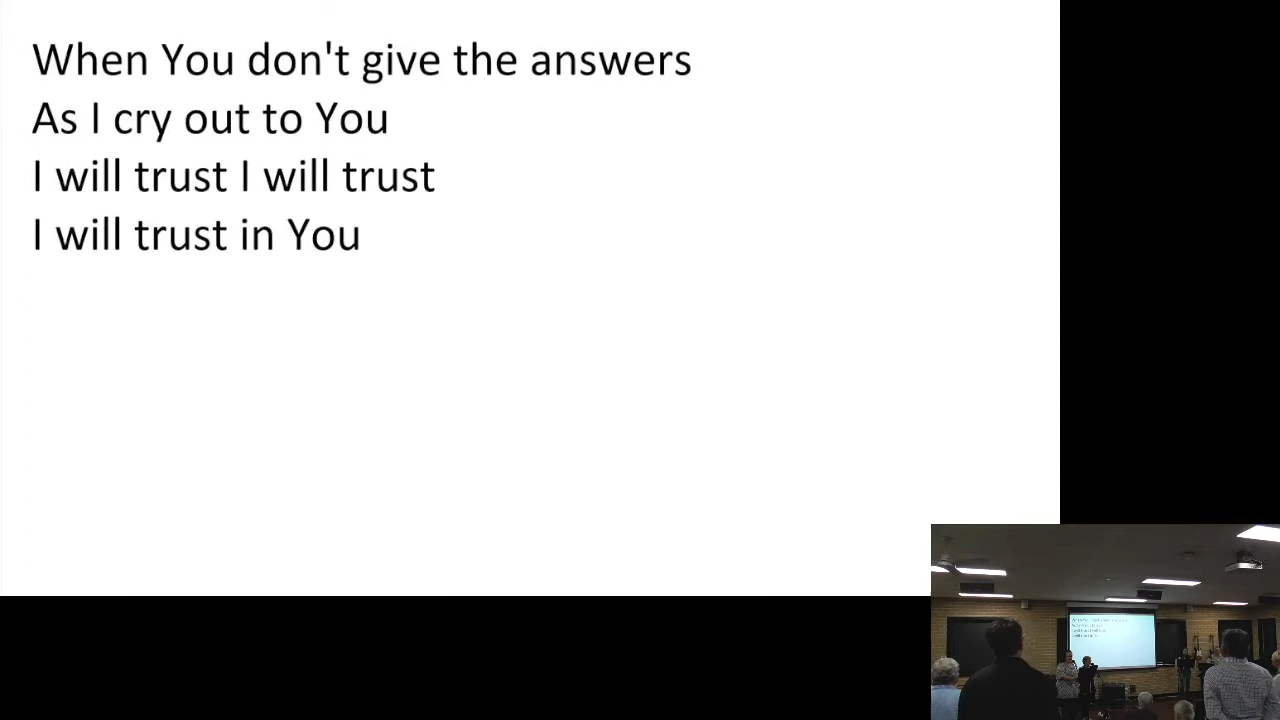 When You don't give the answers
As I cry out to You
I will trust I will trust
I will trust in You